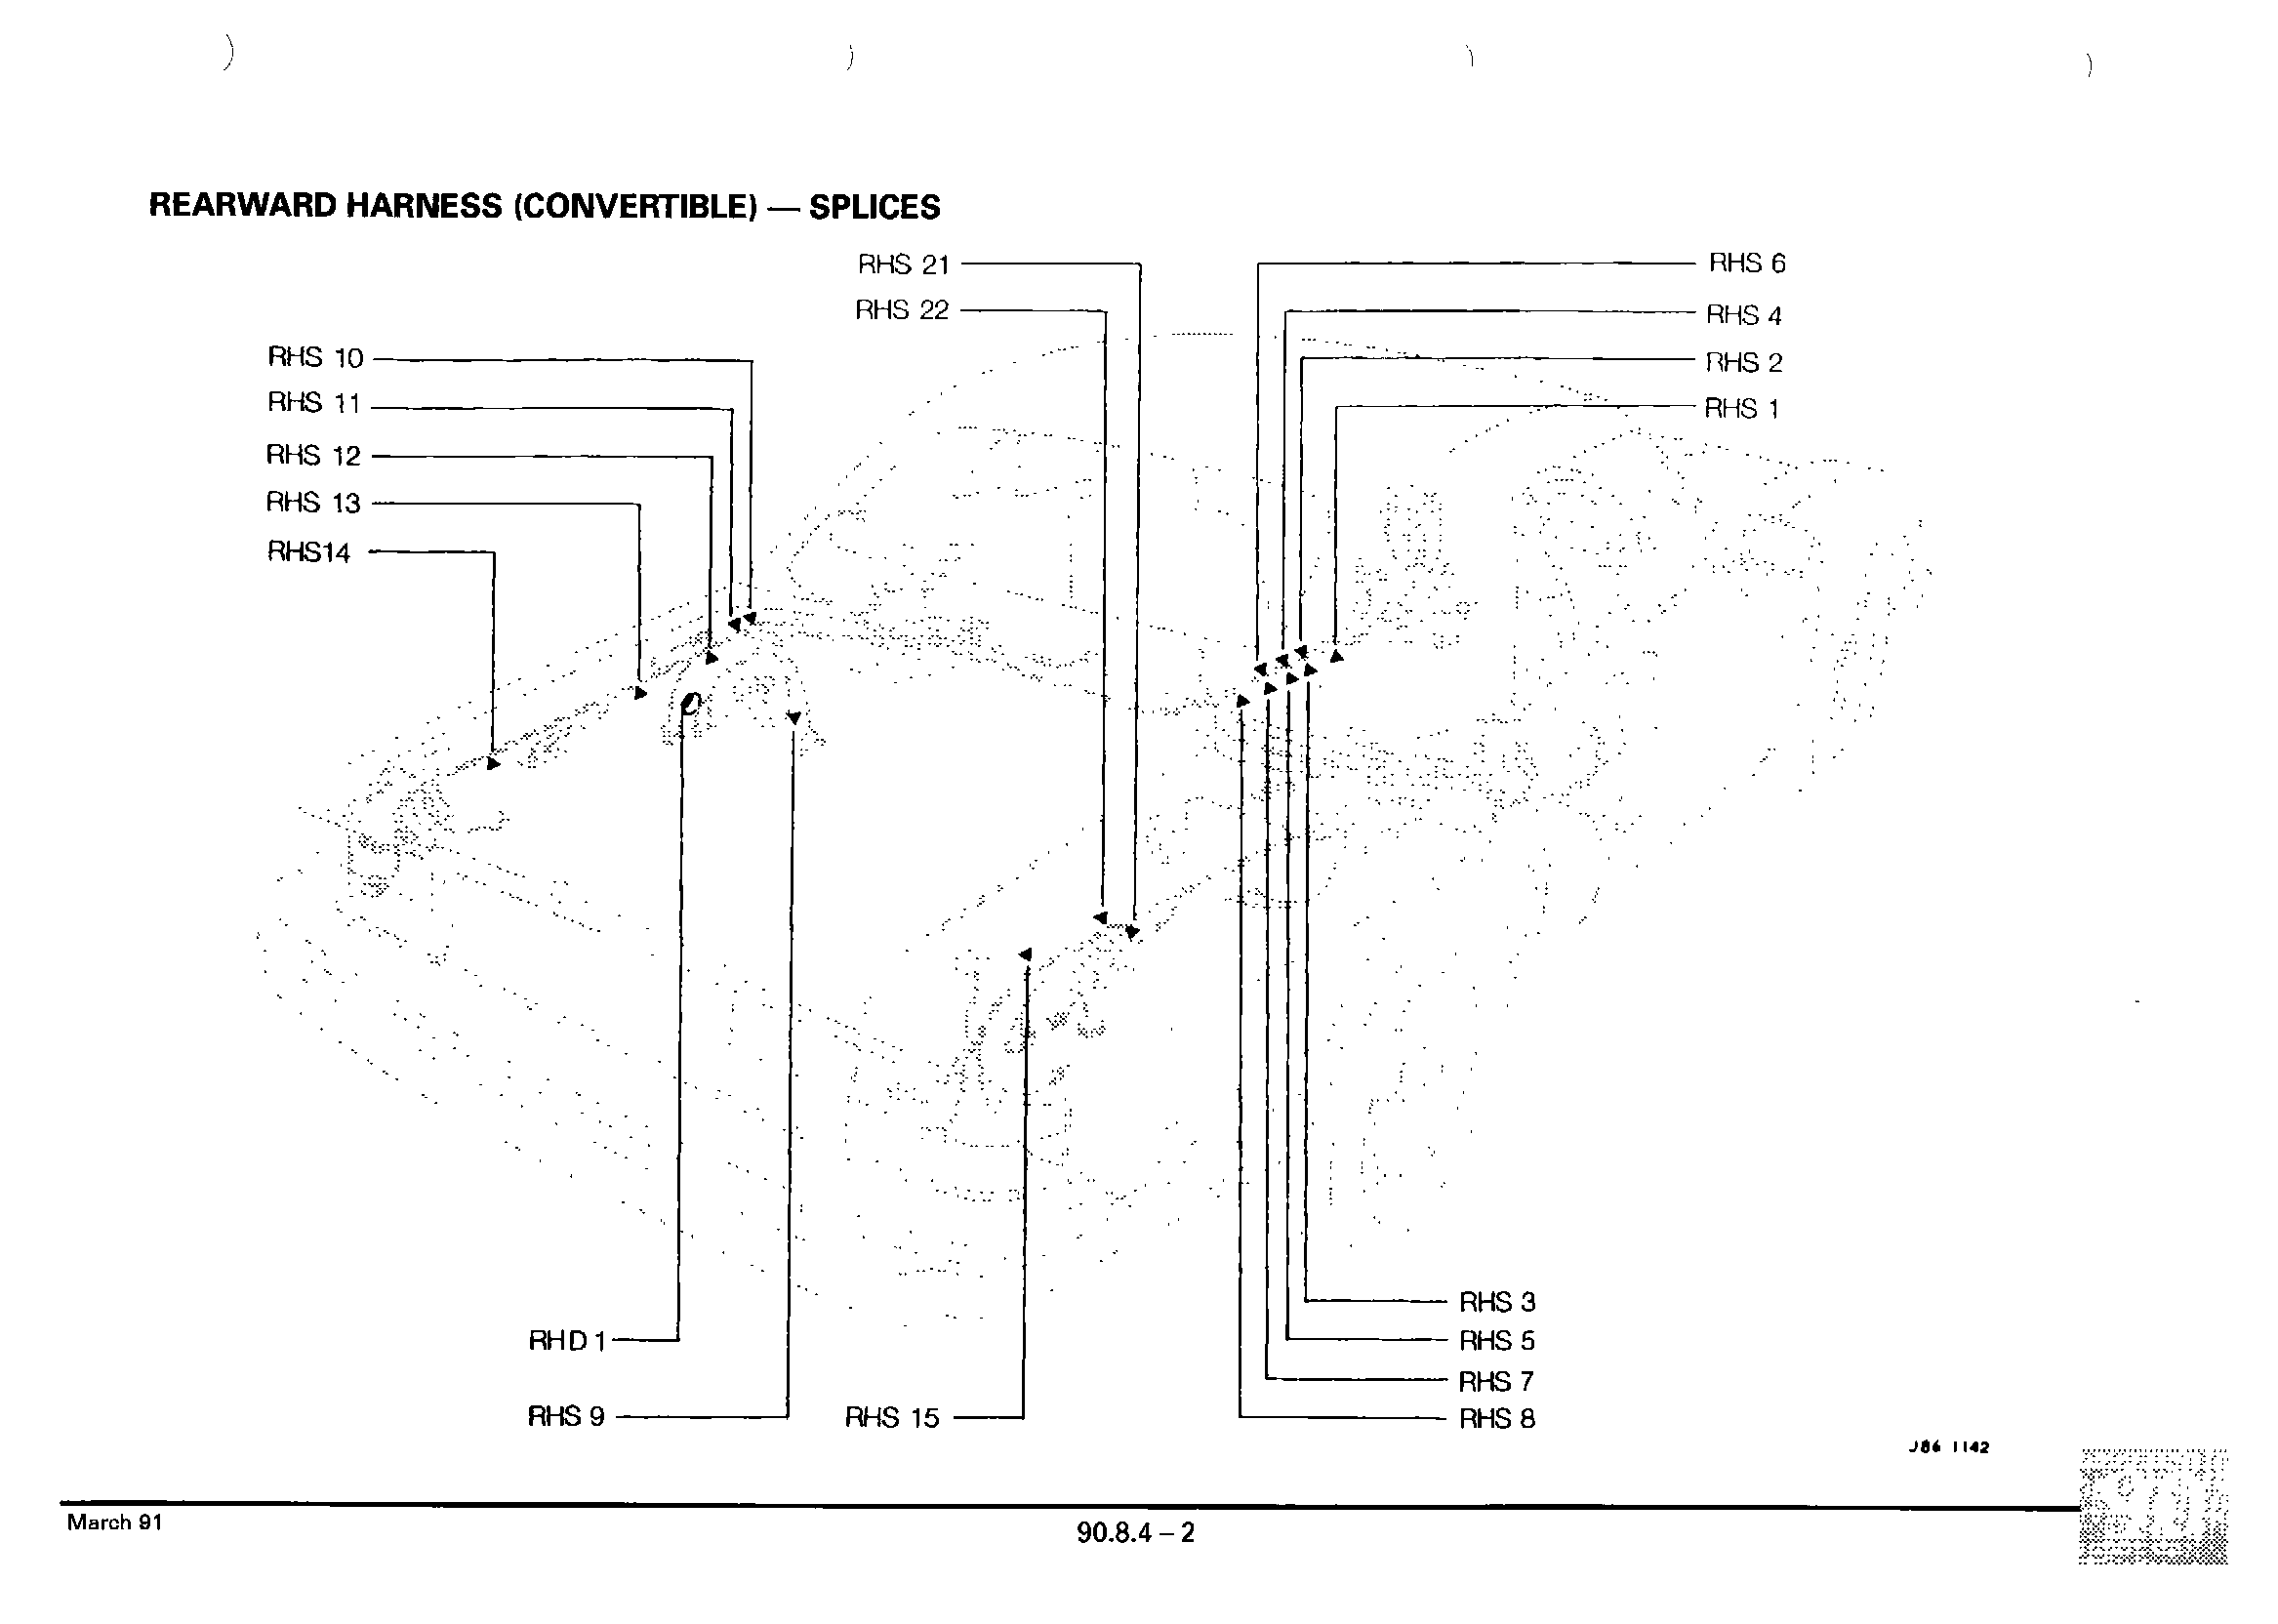 REARWARD HARNESS (CONVERTIBLE) — SPLICES
RHS 21
RHS 22
RHS 10
RHS 11
RHS 12
RHS 13
RHS14
RHS 6
RHS 4
RHS 2
RHS 1
RHD 1
RHS 9
RHS 15
RHS 3
RHS 5
RHS 7
RHS 8
J86 1142
March 91
90.8.4 – 2